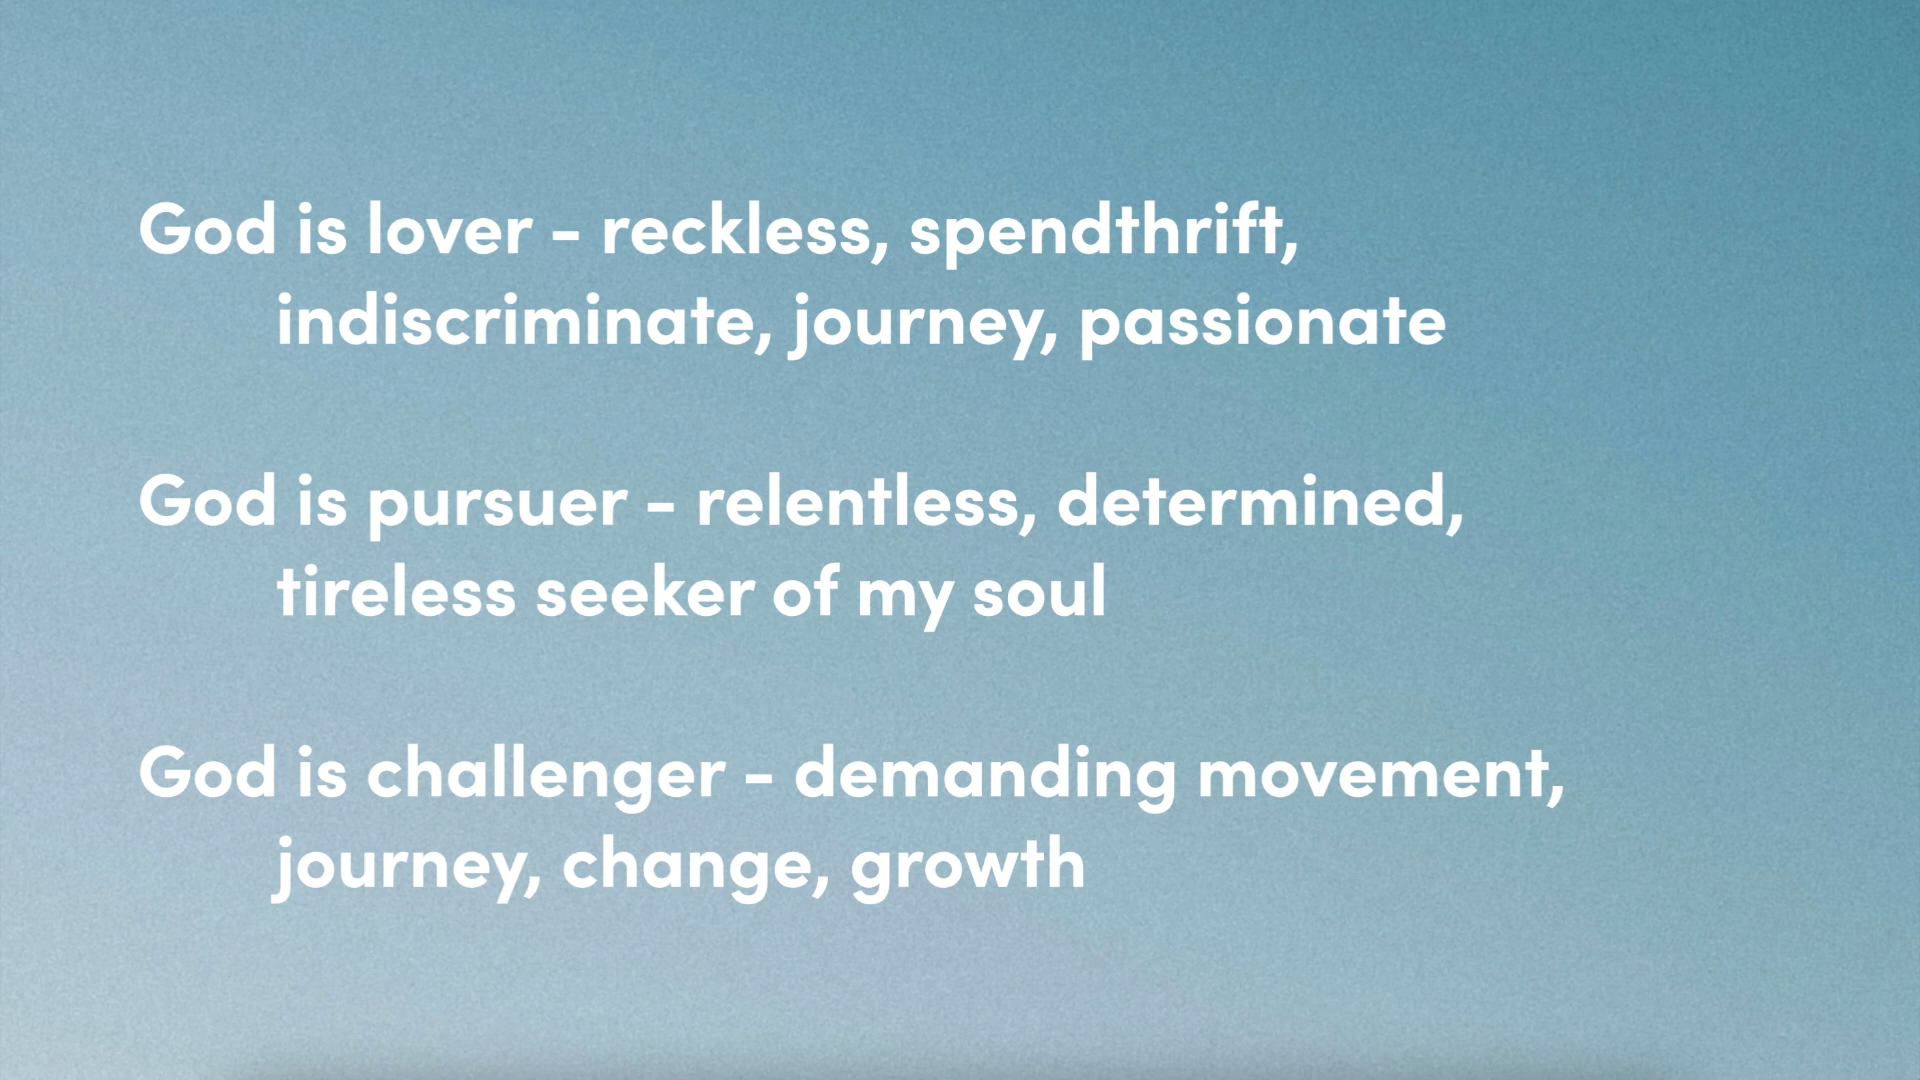 God is lover - reckless, spendthrift,
indiscriminate, journey, passionate
God is pursuer - relentless, determined,
tireless seeker of my soul
God is challenger - demanding movement,
journey, change, growth